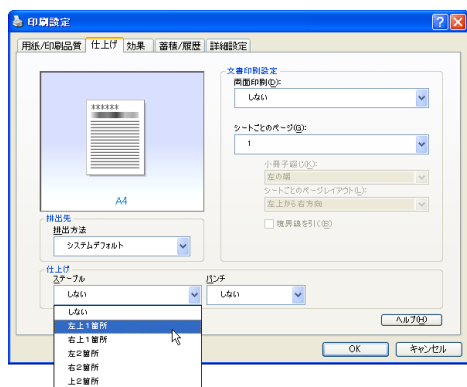 印刷設定
用紙/印刷品質 仕上げ 効果 蓄積/履歴 詳細設定
******
A4
文書印刷設定
両面印刷(D):
しない
シートごとのページ(G):
1
小冊子綴じ(K):
左の端
シートごとのページレイアウト(L):
左上から右方向
境界線を引く(B)
排出先
排出方法
システムデフォルト
仕上げ
ステープル
しない
パンチ
しない
しない
左上1箇所
右上1箇所
左2箇所
右2箇所
上2箇所
ヘルプ(H)
OK
キャンセル